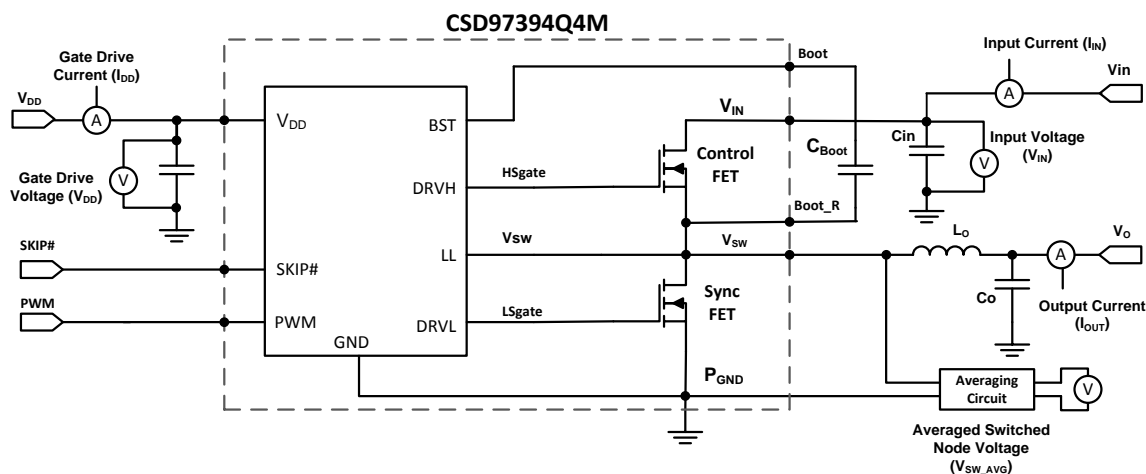 CSD97394Q4M
Gate Drive
Current (IDD)
VDD
A
V
Gate Drive
Voltage (VDD)
SKIP#
PWM
VDD
BST
DRVH
LL
SKIP#
PWM
DRVL
GND
HSgate
Vsw
LSgate
VIN
Control
FET
VSW
Sync
FET
PGND
Boot
CBoot
Boot_R
Input Current (IIN)
Vin
A
Cin
V
Input Voltage
(VIN)
LO
VO
A
Co
Output Current
(IOUT)
Averaging
Circuit
V
Averaged Switched
Node Voltage
(VSW_AVG)